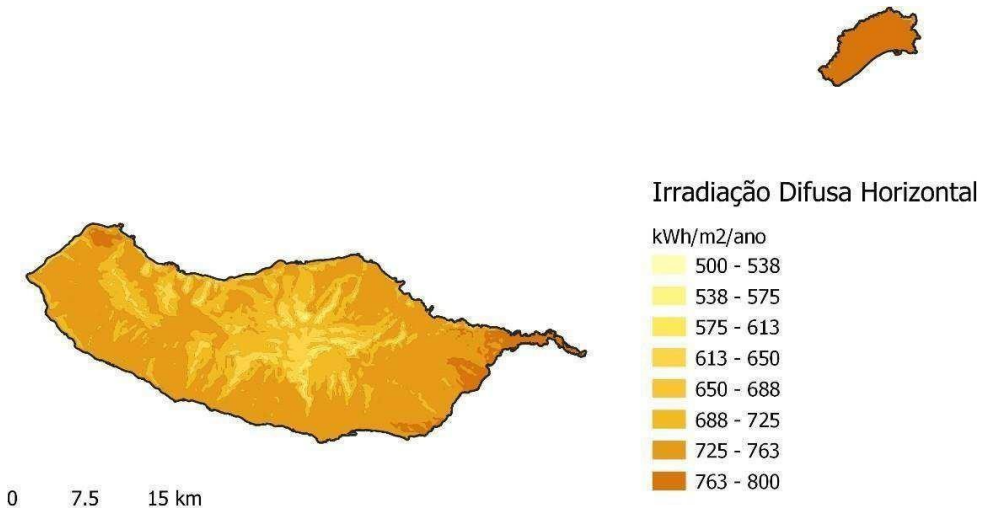 Irradiação Difusa Horizontal
kWh/m2/ano
500 - 538
538 - 575
575 - 613
613 - 650
650 - 688
688 - 725
725 - 763
763 - 800
0 7.5 15 km